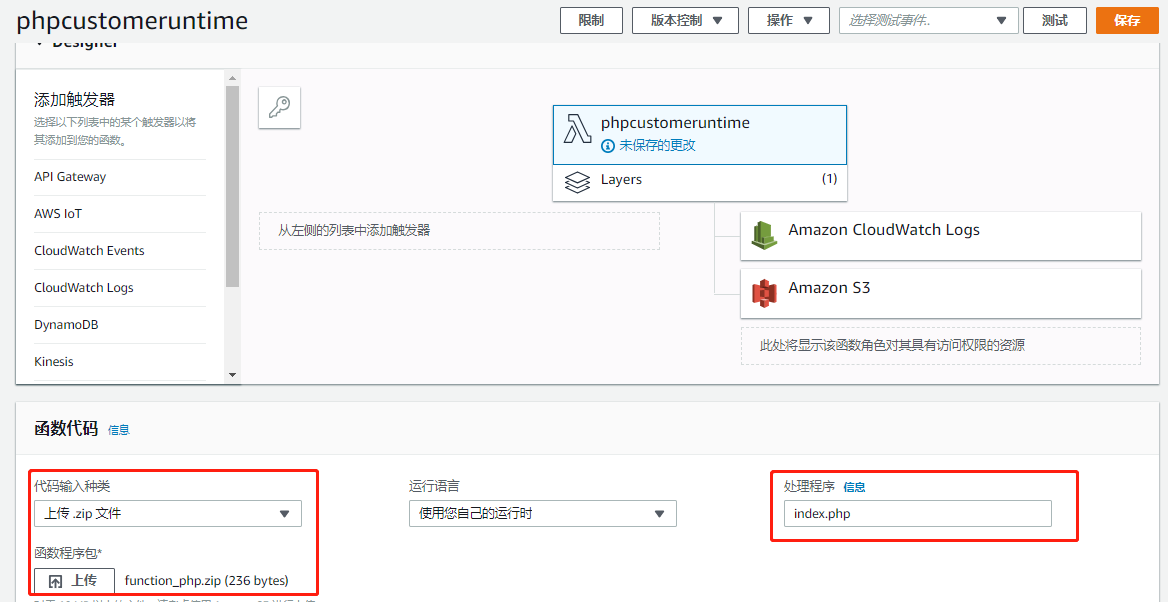 phpcustomeruntime
限制
版本控制
操作
选择测试事件..
测试
保存
Designer
添加触发器
选择以下列表中的某个触发器以将
其添加到您的函数。
API Gateway
AWS IoT
CloudWatch Events
CloudWatch Logs
DynamoDB
Kinesis
phpcustomeruntime
未保存的更改
Layers (1)
从左侧的列表中添加触发器
Amazon CloudWatch Logs
Amazon S3
此处将显示该函数角色对其具有访问权限的资源
函数代码 信息
代码输入种类
上传 .zip 文件
运行语言
使用您自己的运行时
处理程序 信息
index.php
函数程序包*
上传 function_php.zip (236 bytes)